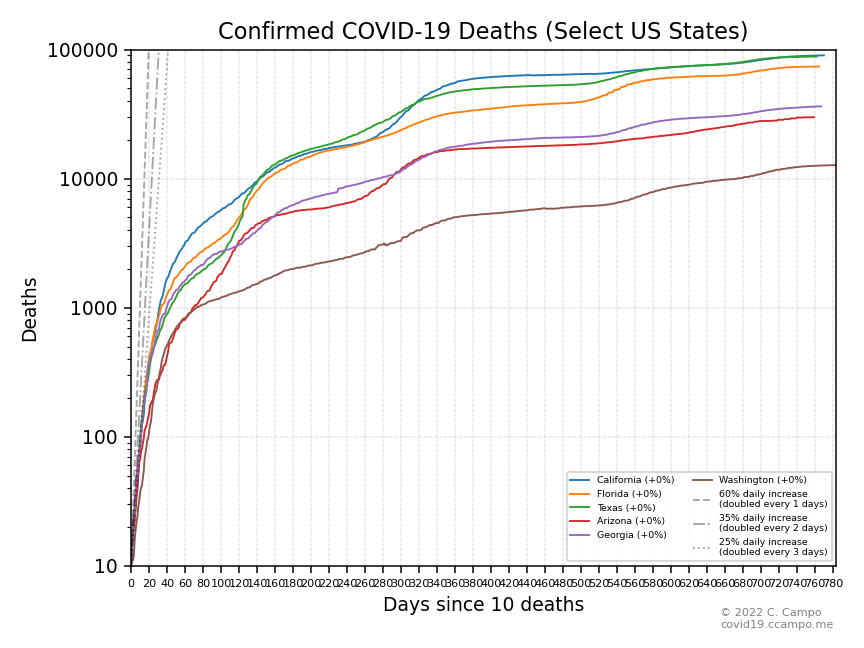 Confirmed COVID-19 Deaths (Select US States)
100000
10000
1000
100
10
Deaths
0 20 40 60 80 100 120 140 160 180 200 220 240 260 280 300 320 340 360 380 400 420 440 460 480 500 520 540 560 580 600 620 640 660 680 700 720 740 760 780
Days since 10 deaths
California (+0%)
Florida (+0%)
Texas (+0%)
Arizona (+0%)
Georgia (+0%)
Washington (+0%)
60% daily increase
(doubled every 1 days)
35% daily increase
(doubled every 2 days)
25% daily increase
(doubled every 3 days)
© 2022 C. Campo
covid19.ccampo.me